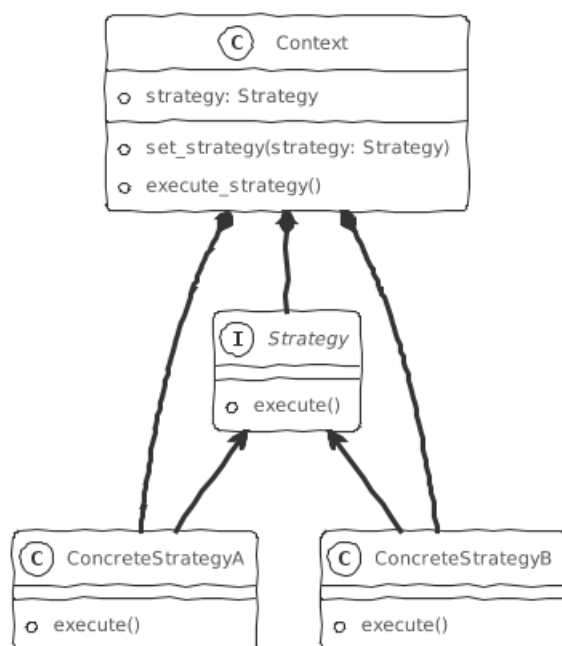 C Context
strategy: Strategy
set_strategy(strategy: Strategy)
execute_strategy()
I Strategy
execute()
C ConcreteStrategyA
execute()
C ConcreteStrategyB
execute()